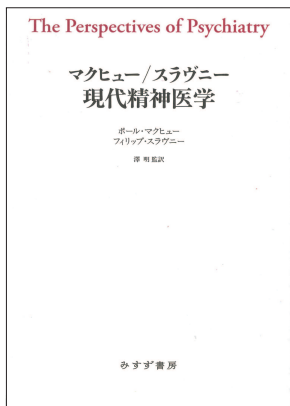 The Perspectives of Psychiatry
マクヒュー/スラヴニー
現代精神医学
ポール・マクヒュー
フィリップ・スラヴニー
澤 明 監訳
みすず書房